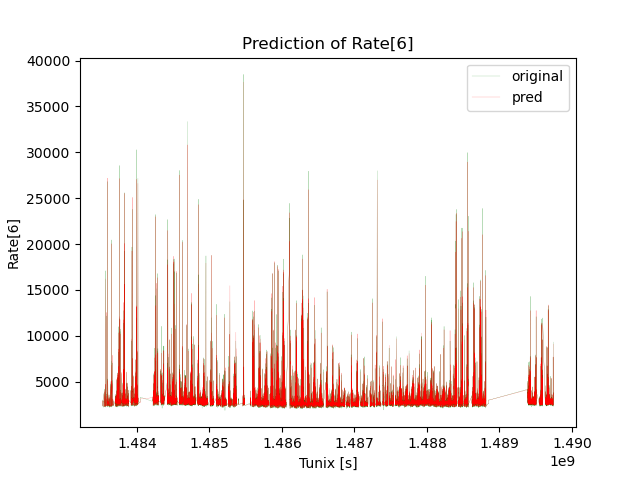 Prediction of Rate[6]
original
pred
Rate[6]
40000
35000
30000
25000
20000
15000
10000
5000
1.484 1.485 1.486 1.487 1.488 1.489 1.490
1e9
Tunix [s]